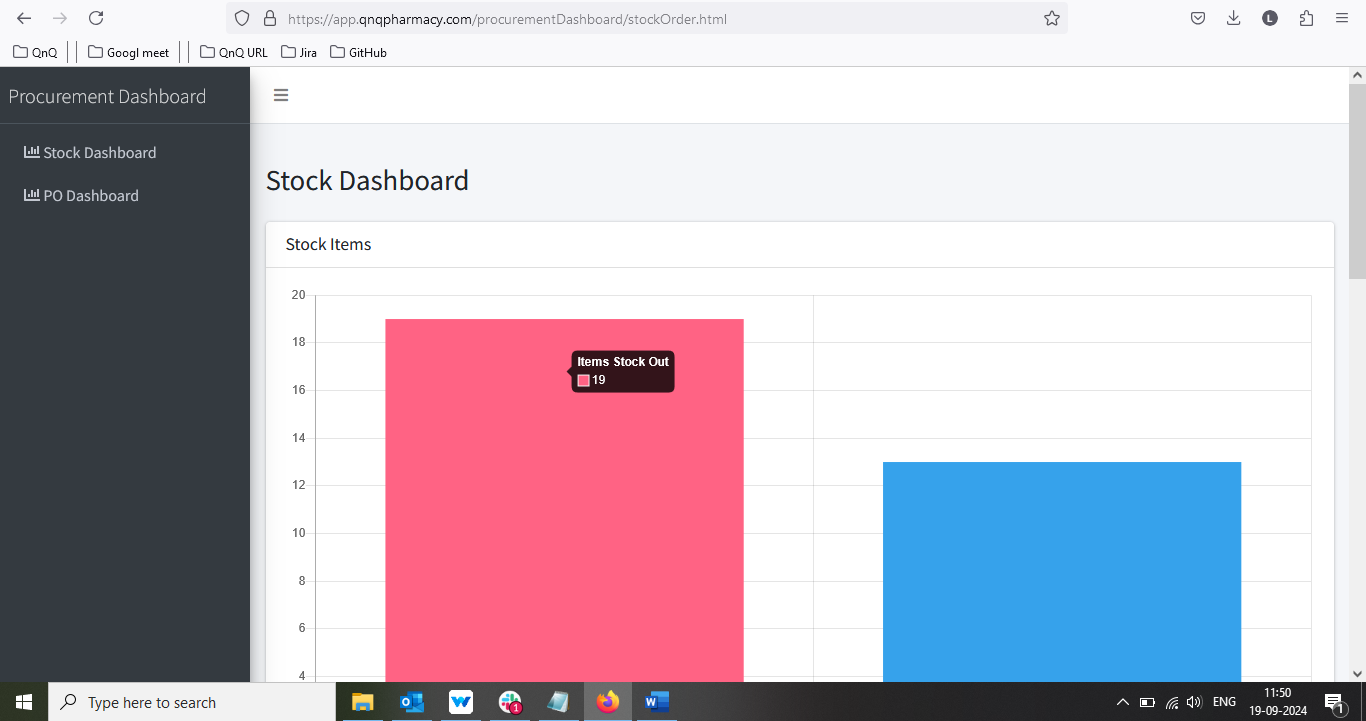 https://app.qnqpharmacy.com/procurementDashboard/stockOrder.html
L
QnQ
Googl meet
QnQ URL
Jira
GitHub
Procurement Dashboard
Stock Dashboard
PO Dashboard
Stock Dashboard
Stock Items
20
18
16
14
12
10
8
6
4
Items Stock Out
19
Type here to search
1
ENG
11:50
19-09-2024
1